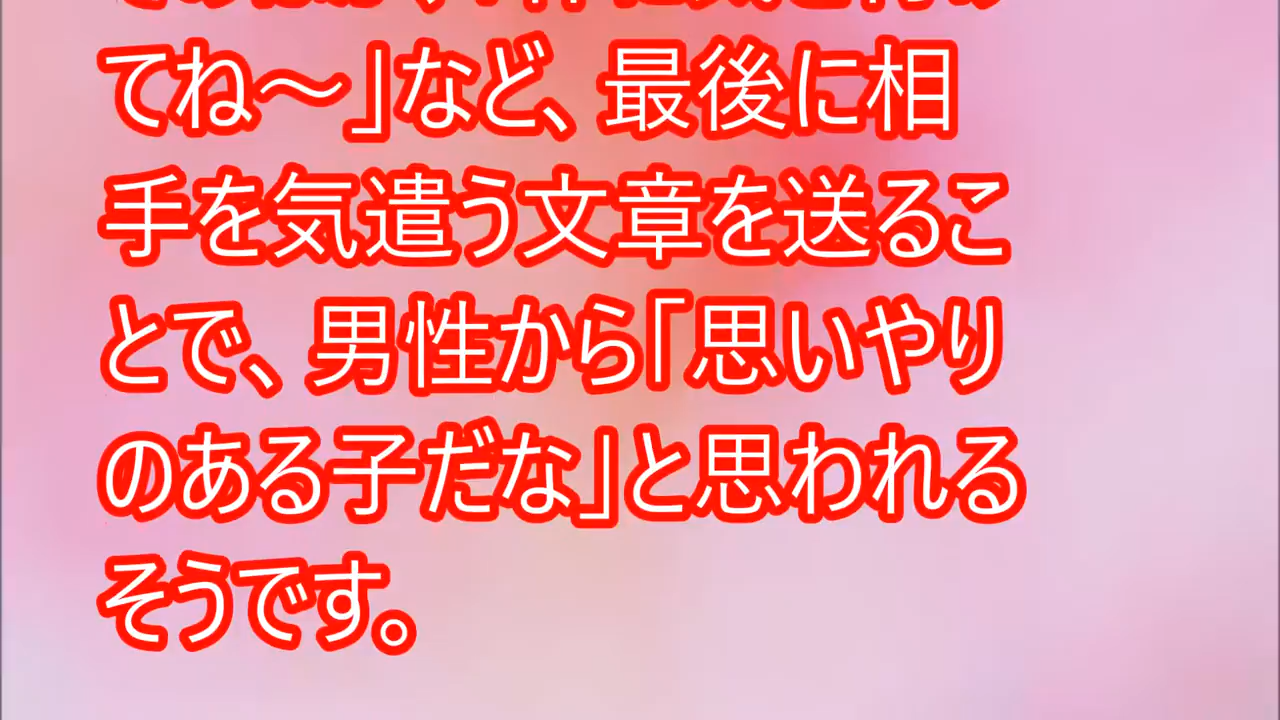 てね～」など、最後に相
手を気遣う文章を送るこ
とで、男性から「思いやり
のある子だな」と思われる
そうです。